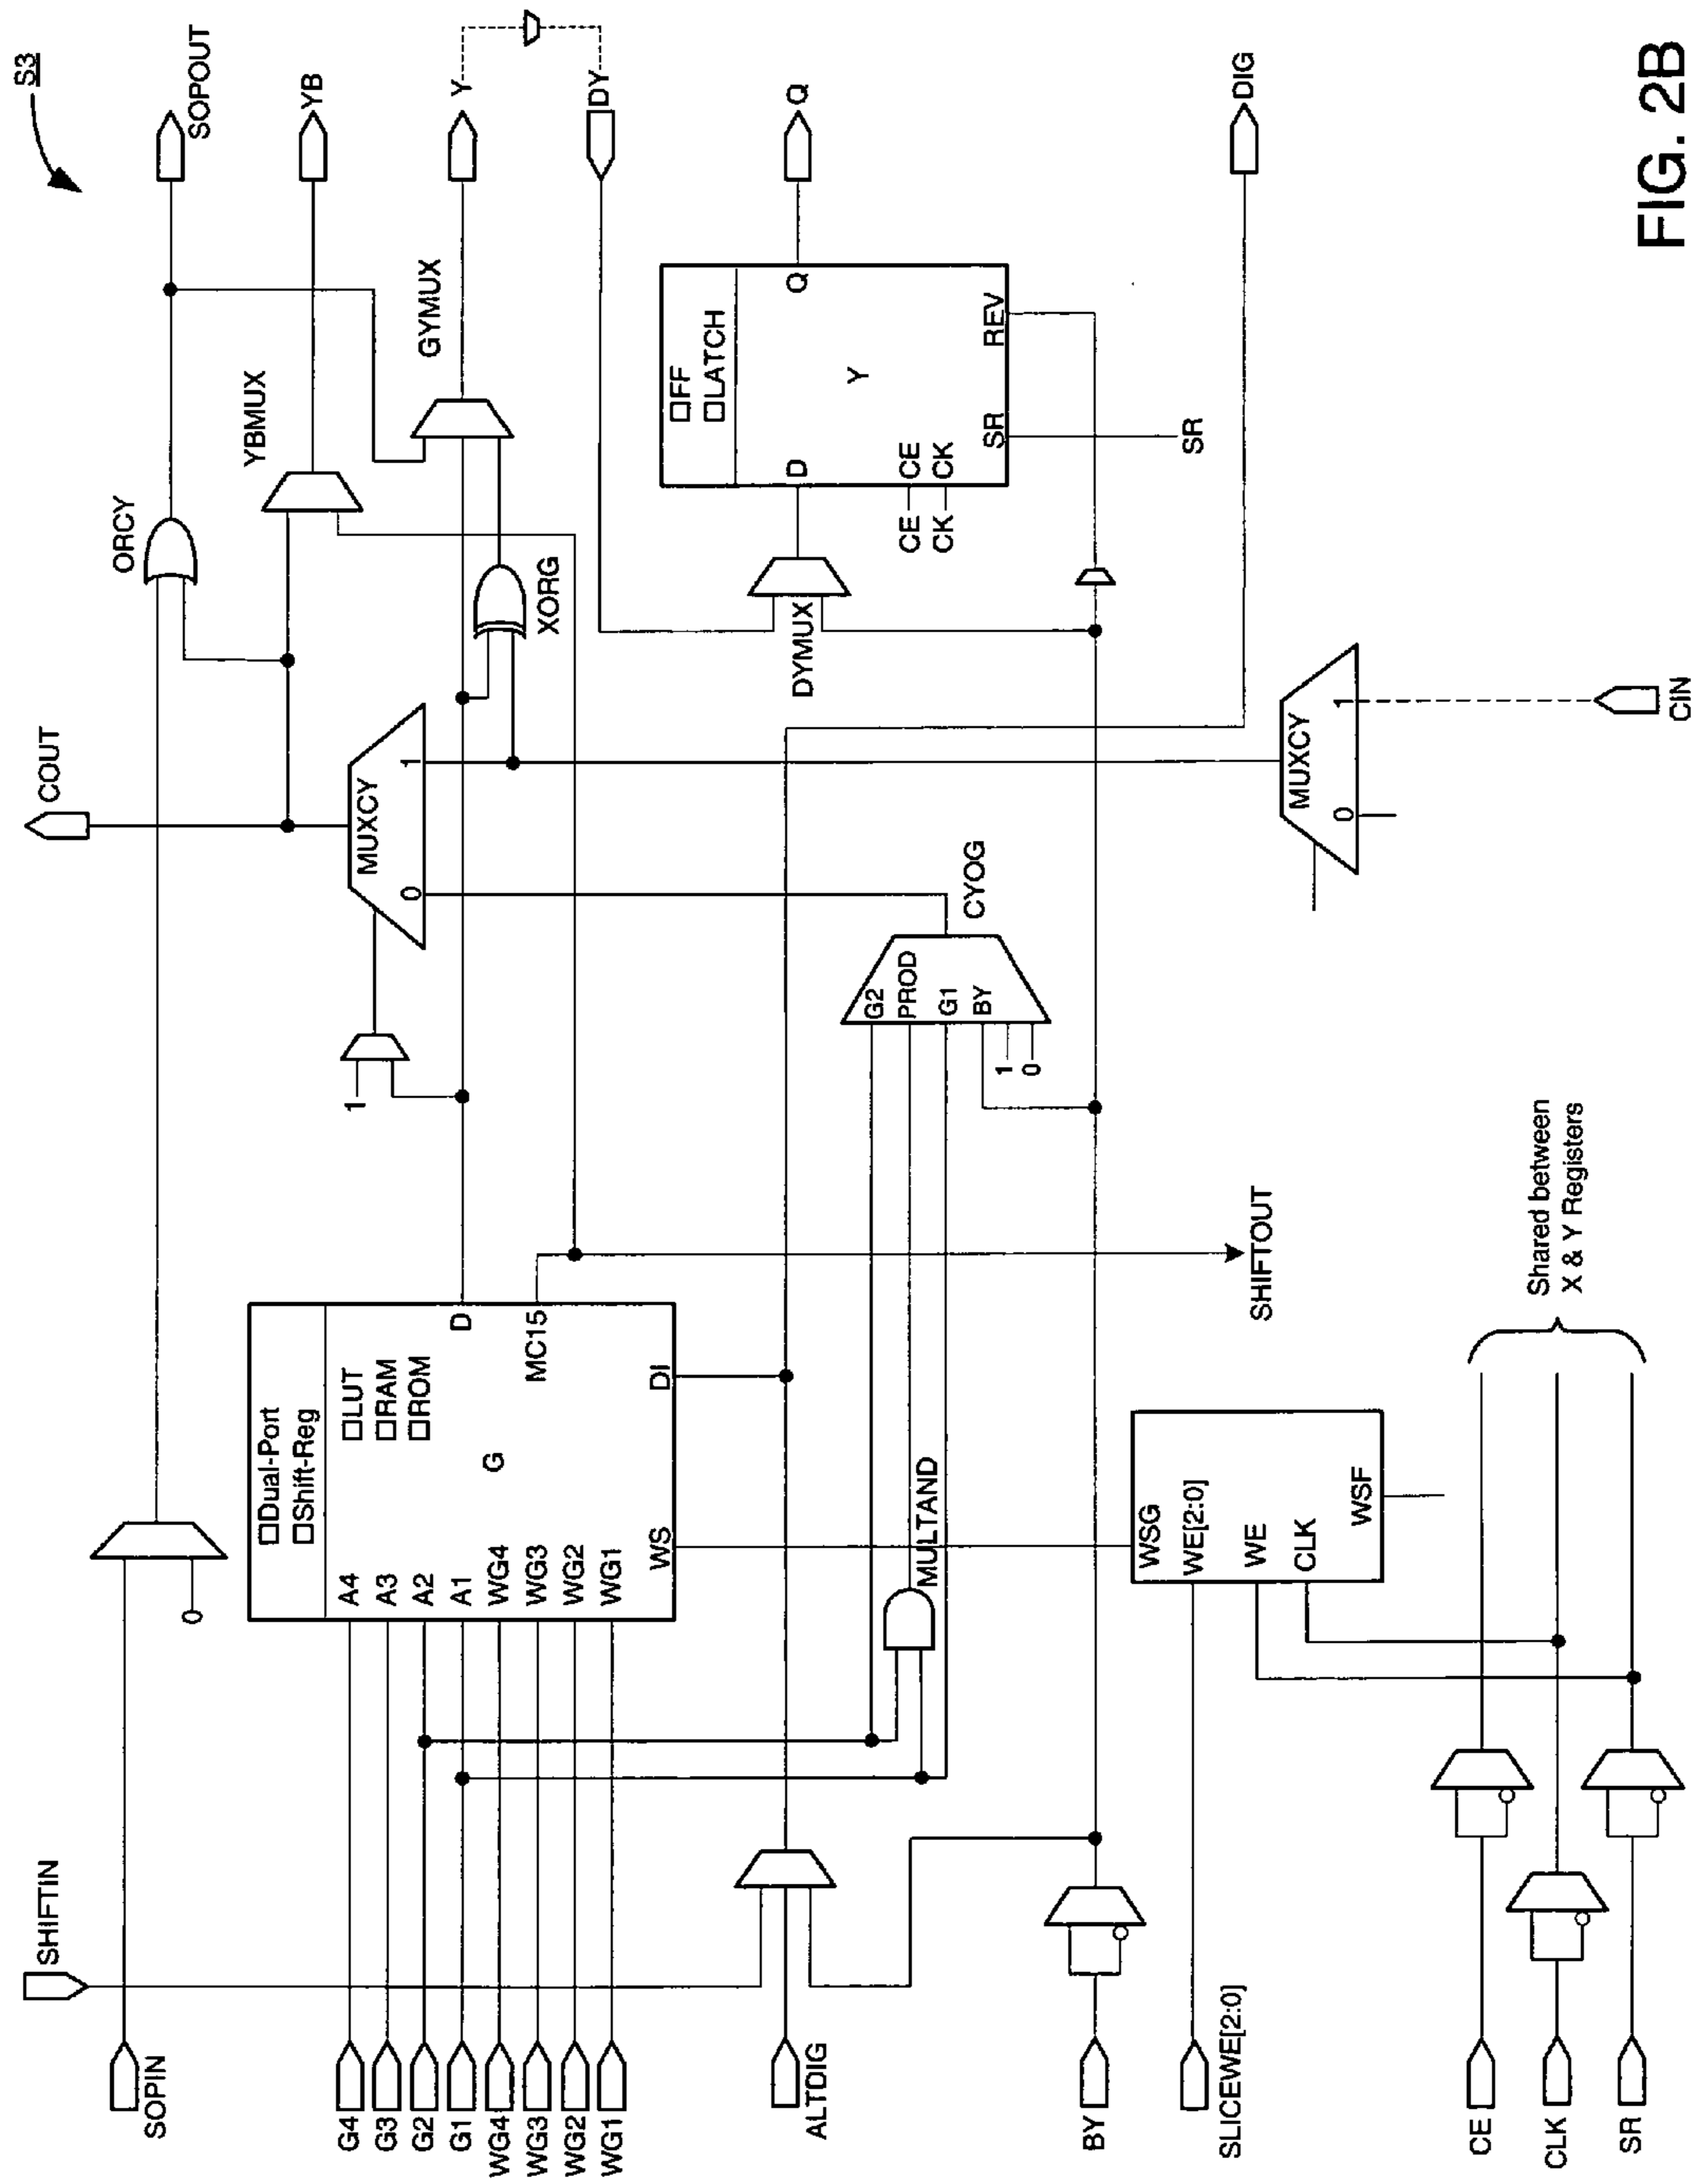 S3
SHIFTIN
COUT
SOPIN
0
ORCY
SOPOUT
YBMUX
YB
GYMUX
Y
DY
□Dual-Port
□Shift-Reg
□LUT
□RAM
□ROM
G
A4
A3
A2
A1
WG4
WG3
WG2
WG1
D
MC15
WS
DI
G4
G3
G2
G1
WG4
WG3
WG2
WG1
1
MUXCY
0
1
XORG
ALTDIG
MULTAND
G2
PROD
G1
BY
1
0
CYOG
DYMUX
□FF
□LATCH
D
Q
Y
CE
CK
CE
CK
SR
REV
SR
Q
DIG
BY
SHIFTOUT
SLICEWE[2:0]
WSG
WE[2:0]
WE
CLK
WSF
MUXCY
0
1
CIN
CE
CLK
SR
Shared between
X & Y Registers
FIG. 2B